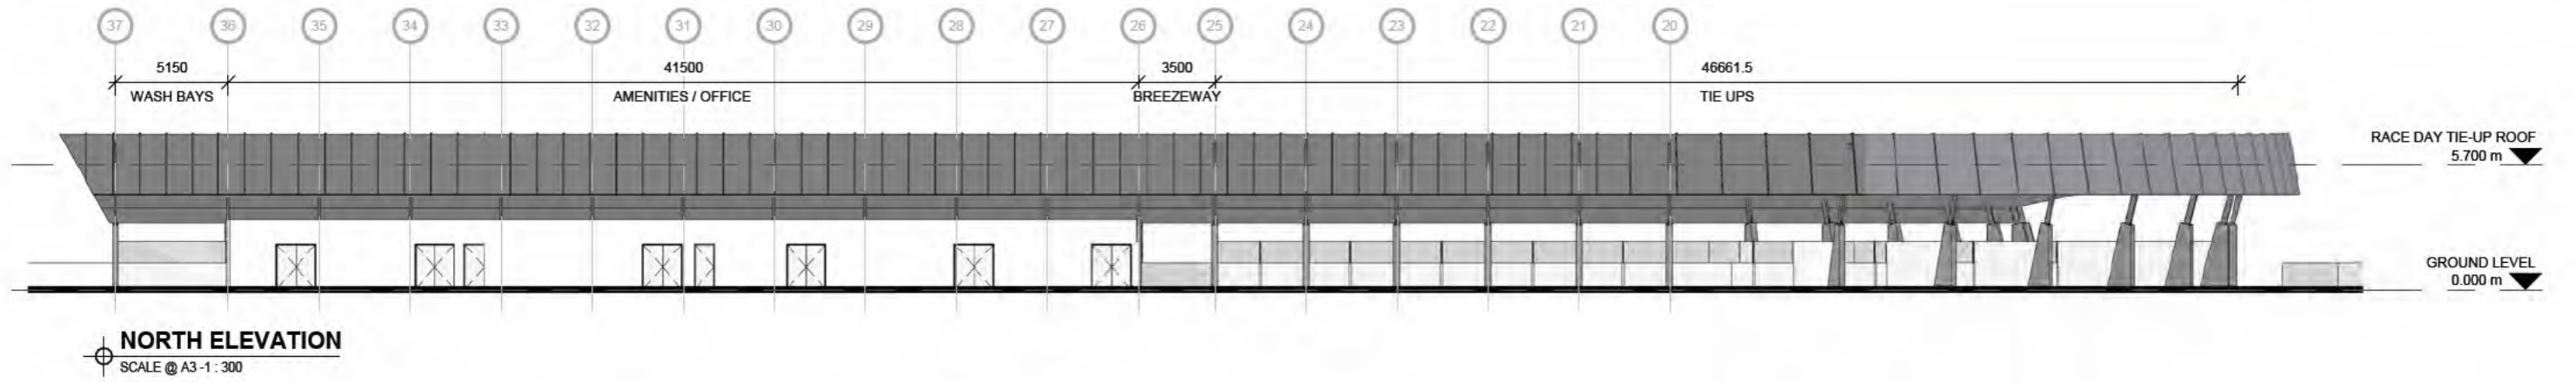 37 36 35 34 33 32 31 30 29 28 27 26 25 24 23 22 21 20
5150 41500 3500 46661.5
WASH BAYS AMENITIES / OFFICE BREEZEWAY TIE UPS
RACE DAY TIE-UP ROOF
5.700 m
GROUND LEVEL
0.000 m
NORTH ELEVATION
SCALE @ A3 -1 : 300